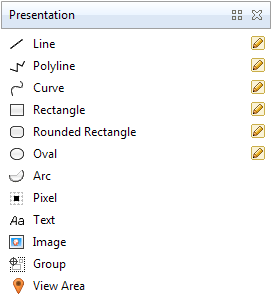 Presentation
Line
Polyline
Curve
Rectangle
Rounded Rectangle
Oval
Arc
Pixel
Aa Text
Image
Group
View Area